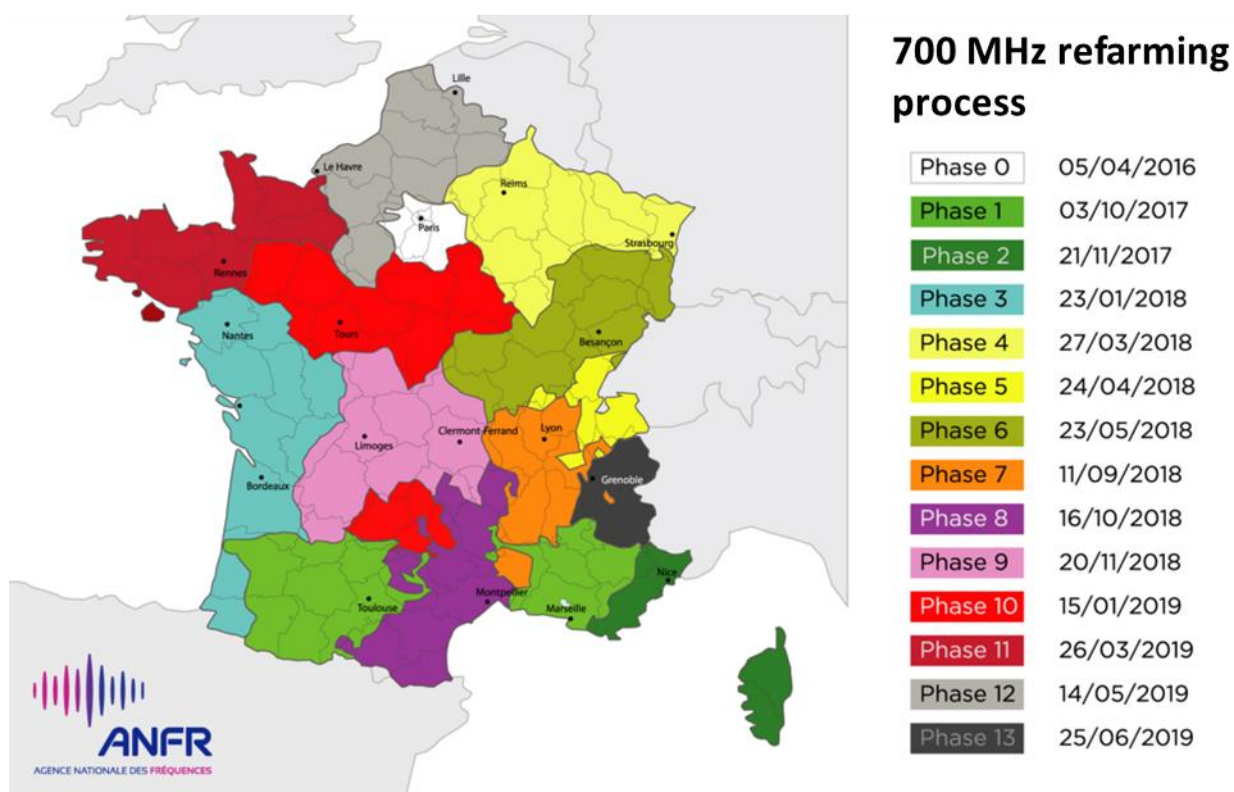 700 MHz refarming
process
Phase 0 05/04/2016
Phase 1 03/10/2017
Phase 2 21/11/2017
Phase 3 23/01/2018
Phase 4 27/03/2018
Phase 5 24/04/2018
Phase 6 23/05/2018
Phase 7 11/09/2018
Phase 8 16/10/2018
Phase 9 20/11/2018
Phase 10 15/01/2019
Phase 11 26/03/2019
Phase 12 14/05/2019
Phase 13 25/06/2019
Lille
Le Havre
Reims
Paris
Strasbourg
Rennes
Nantes
Tours
Besançon
Clermont-Ferrand
Lyon
Limoges
Bordeaux
Grenoble
Nice
Montpellier
Toulouse
Marseille
ANFR
AGENCE NATIONALE DES FRÉQUENCES